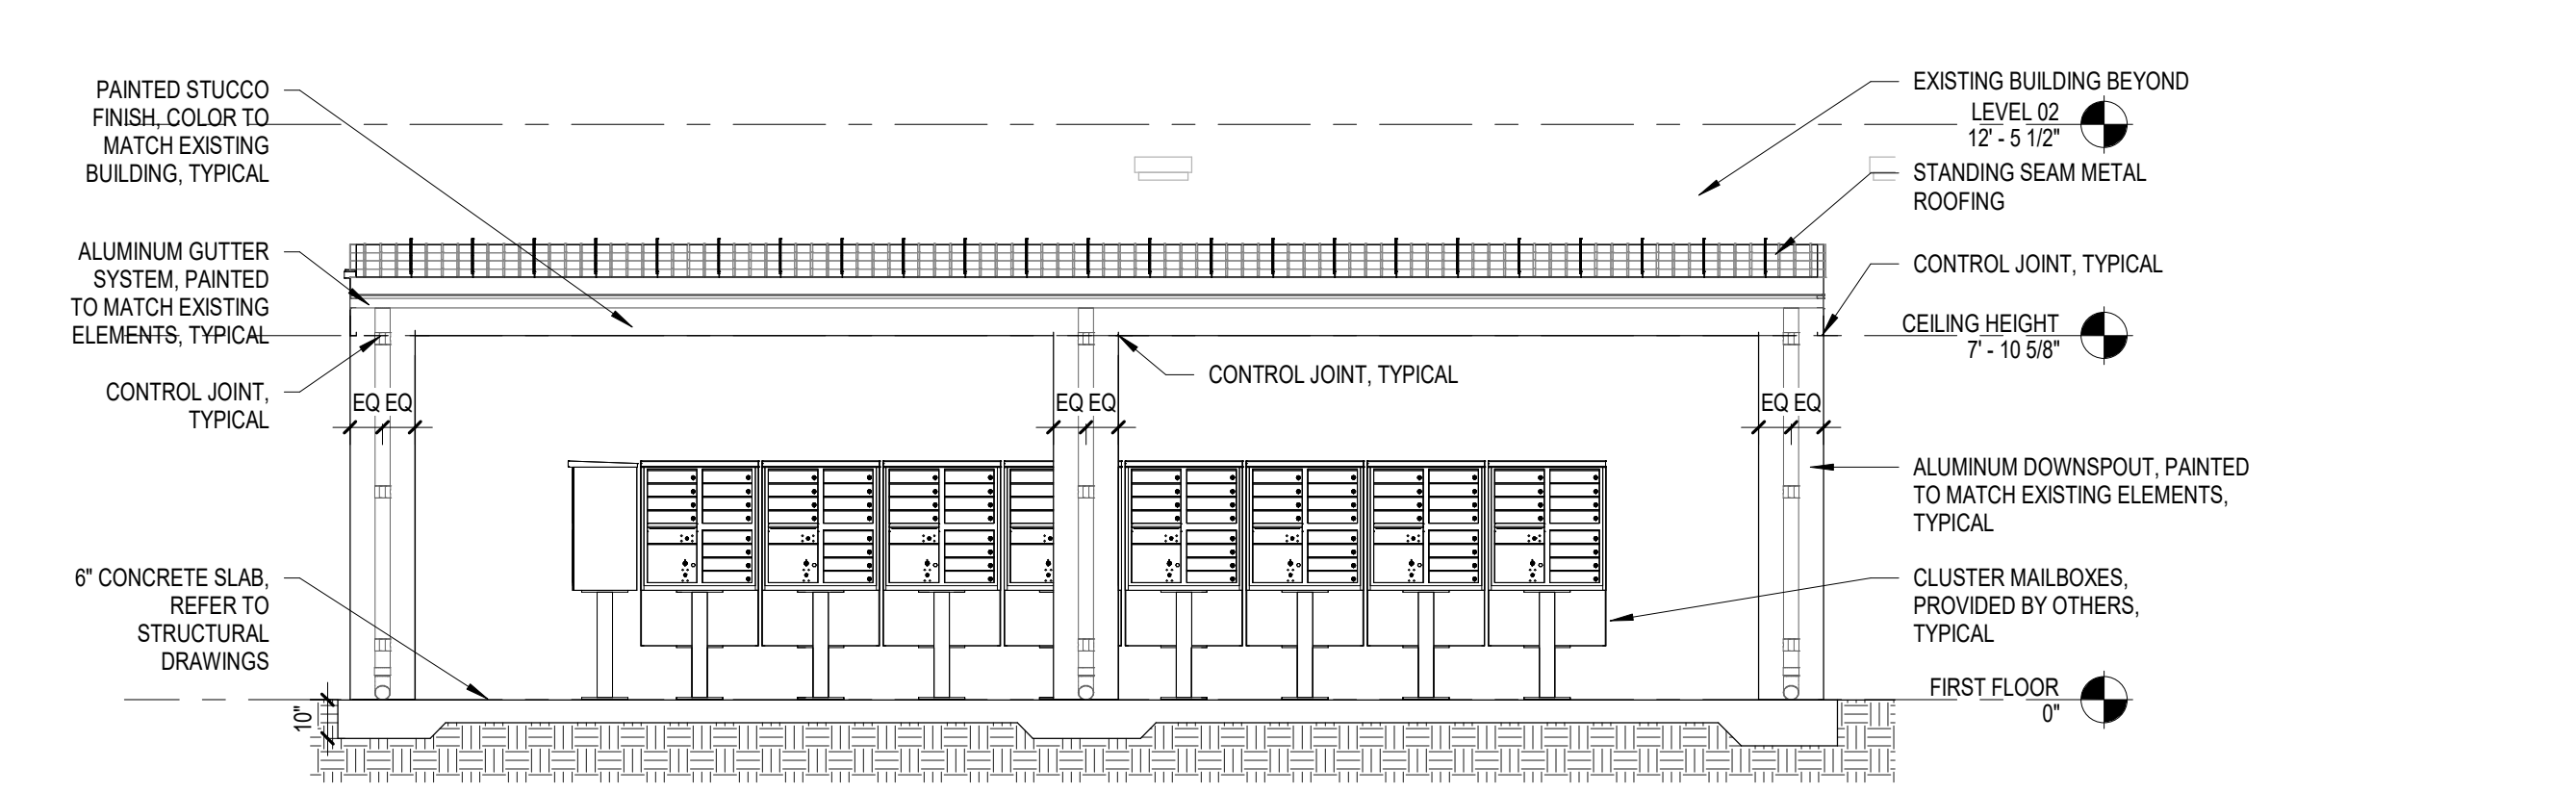 PAINTED STUCCO
FINISH, COLOR TO
MATCH EXISTING
BUILDING, TYPICAL
ALUMINUM GUTTER
SYSTEM, PAINTED
TO MATCH EXISTING
ELEMENTS, TYPICAL
CONTROL JOINT,
TYPICAL
6" CONCRETE SLAB,
REFER TO
STRUCTURAL
DRAWINGS
10"
EQ EQ
EQ EQ
EQ EQ
CONTROL JOINT, TYPICAL
EXISTING BUILDING BEYOND
LEVEL 02
12' - 5 1/2"
STANDING SEAM METAL
ROOFING
CONTROL JOINT, TYPICAL
CEILING HEIGHT
7' - 10 5/8"
ALUMINUM DOWNSPOUT, PAINTED
TO MATCH EXISTING ELEMENTS,
TYPICAL
CLUSTER MAILBOXES,
PROVIDED BY OTHERS,
TYPICAL
FIRST FLOOR
0"